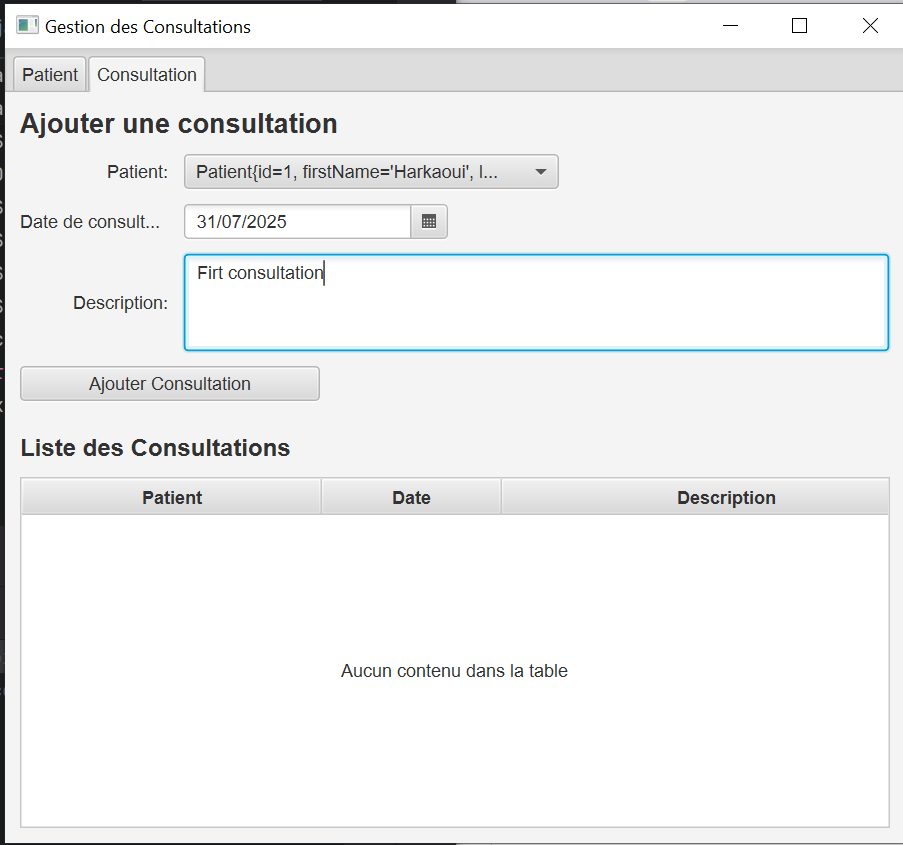 Gestion des Consultations
Patient Consultation
Ajouter une consultation
Patient: Patient{id=1, firstName='Harkaoui', l...
Date de consult... 31/07/2025
Firt consultation
Description:
Ajouter Consultation
Liste des Consultations
Patient Date Description
Aucun contenu dans la table